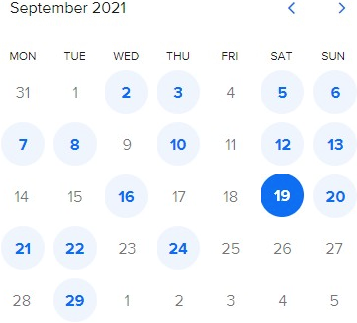 September 2021
MON TUE WED THU FRI SAT SUN
31 1 2 3 4 5 6
7 8 9 10 11 12 13
14 15 16 17 18 19 20
21 22 23 24 25 26 27
28 29 1 2 3 4 5